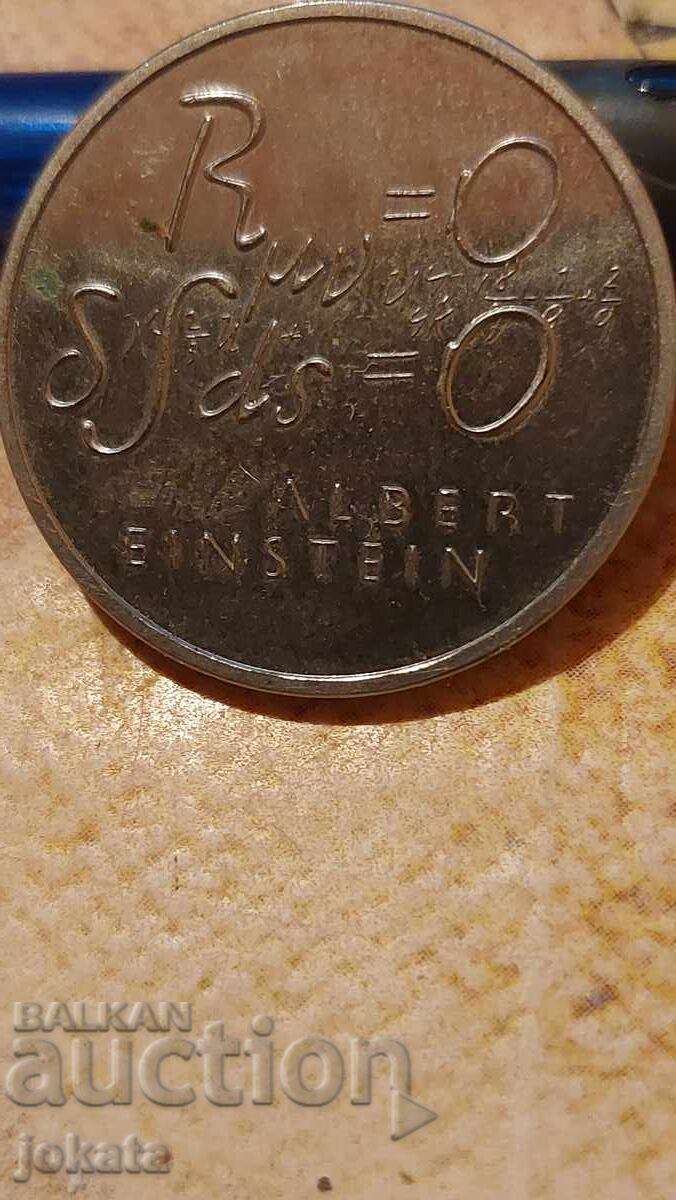 Rμν = 0
δ∫ds = 0
ALBERT
EINSTEIN
BALKAN
auction
jokata